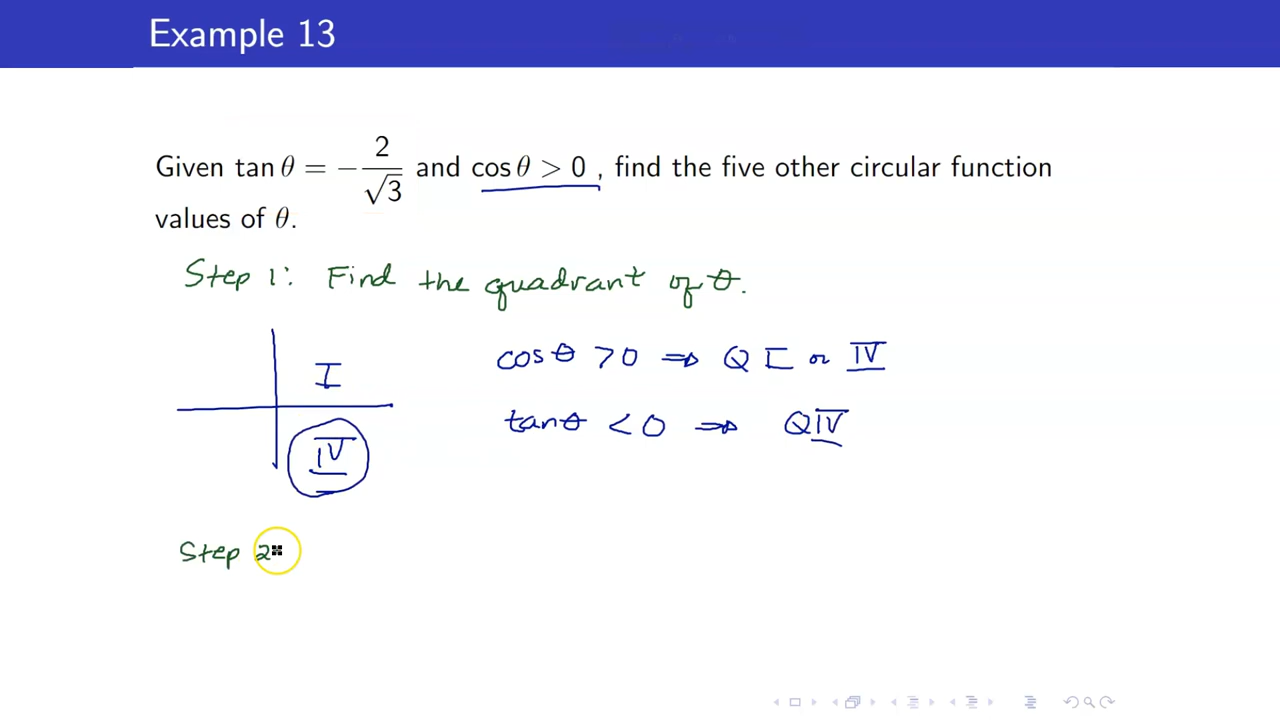 Example 13
Given tan θ = −2/√3 and cos θ > 0 , find the five other circular function
values of θ.
Step 1: Find the quadrant of θ.
I
cos θ > 0 ⇒ Q I or IV
tan θ < 0 ⇒ Q IV
IV
Step 2